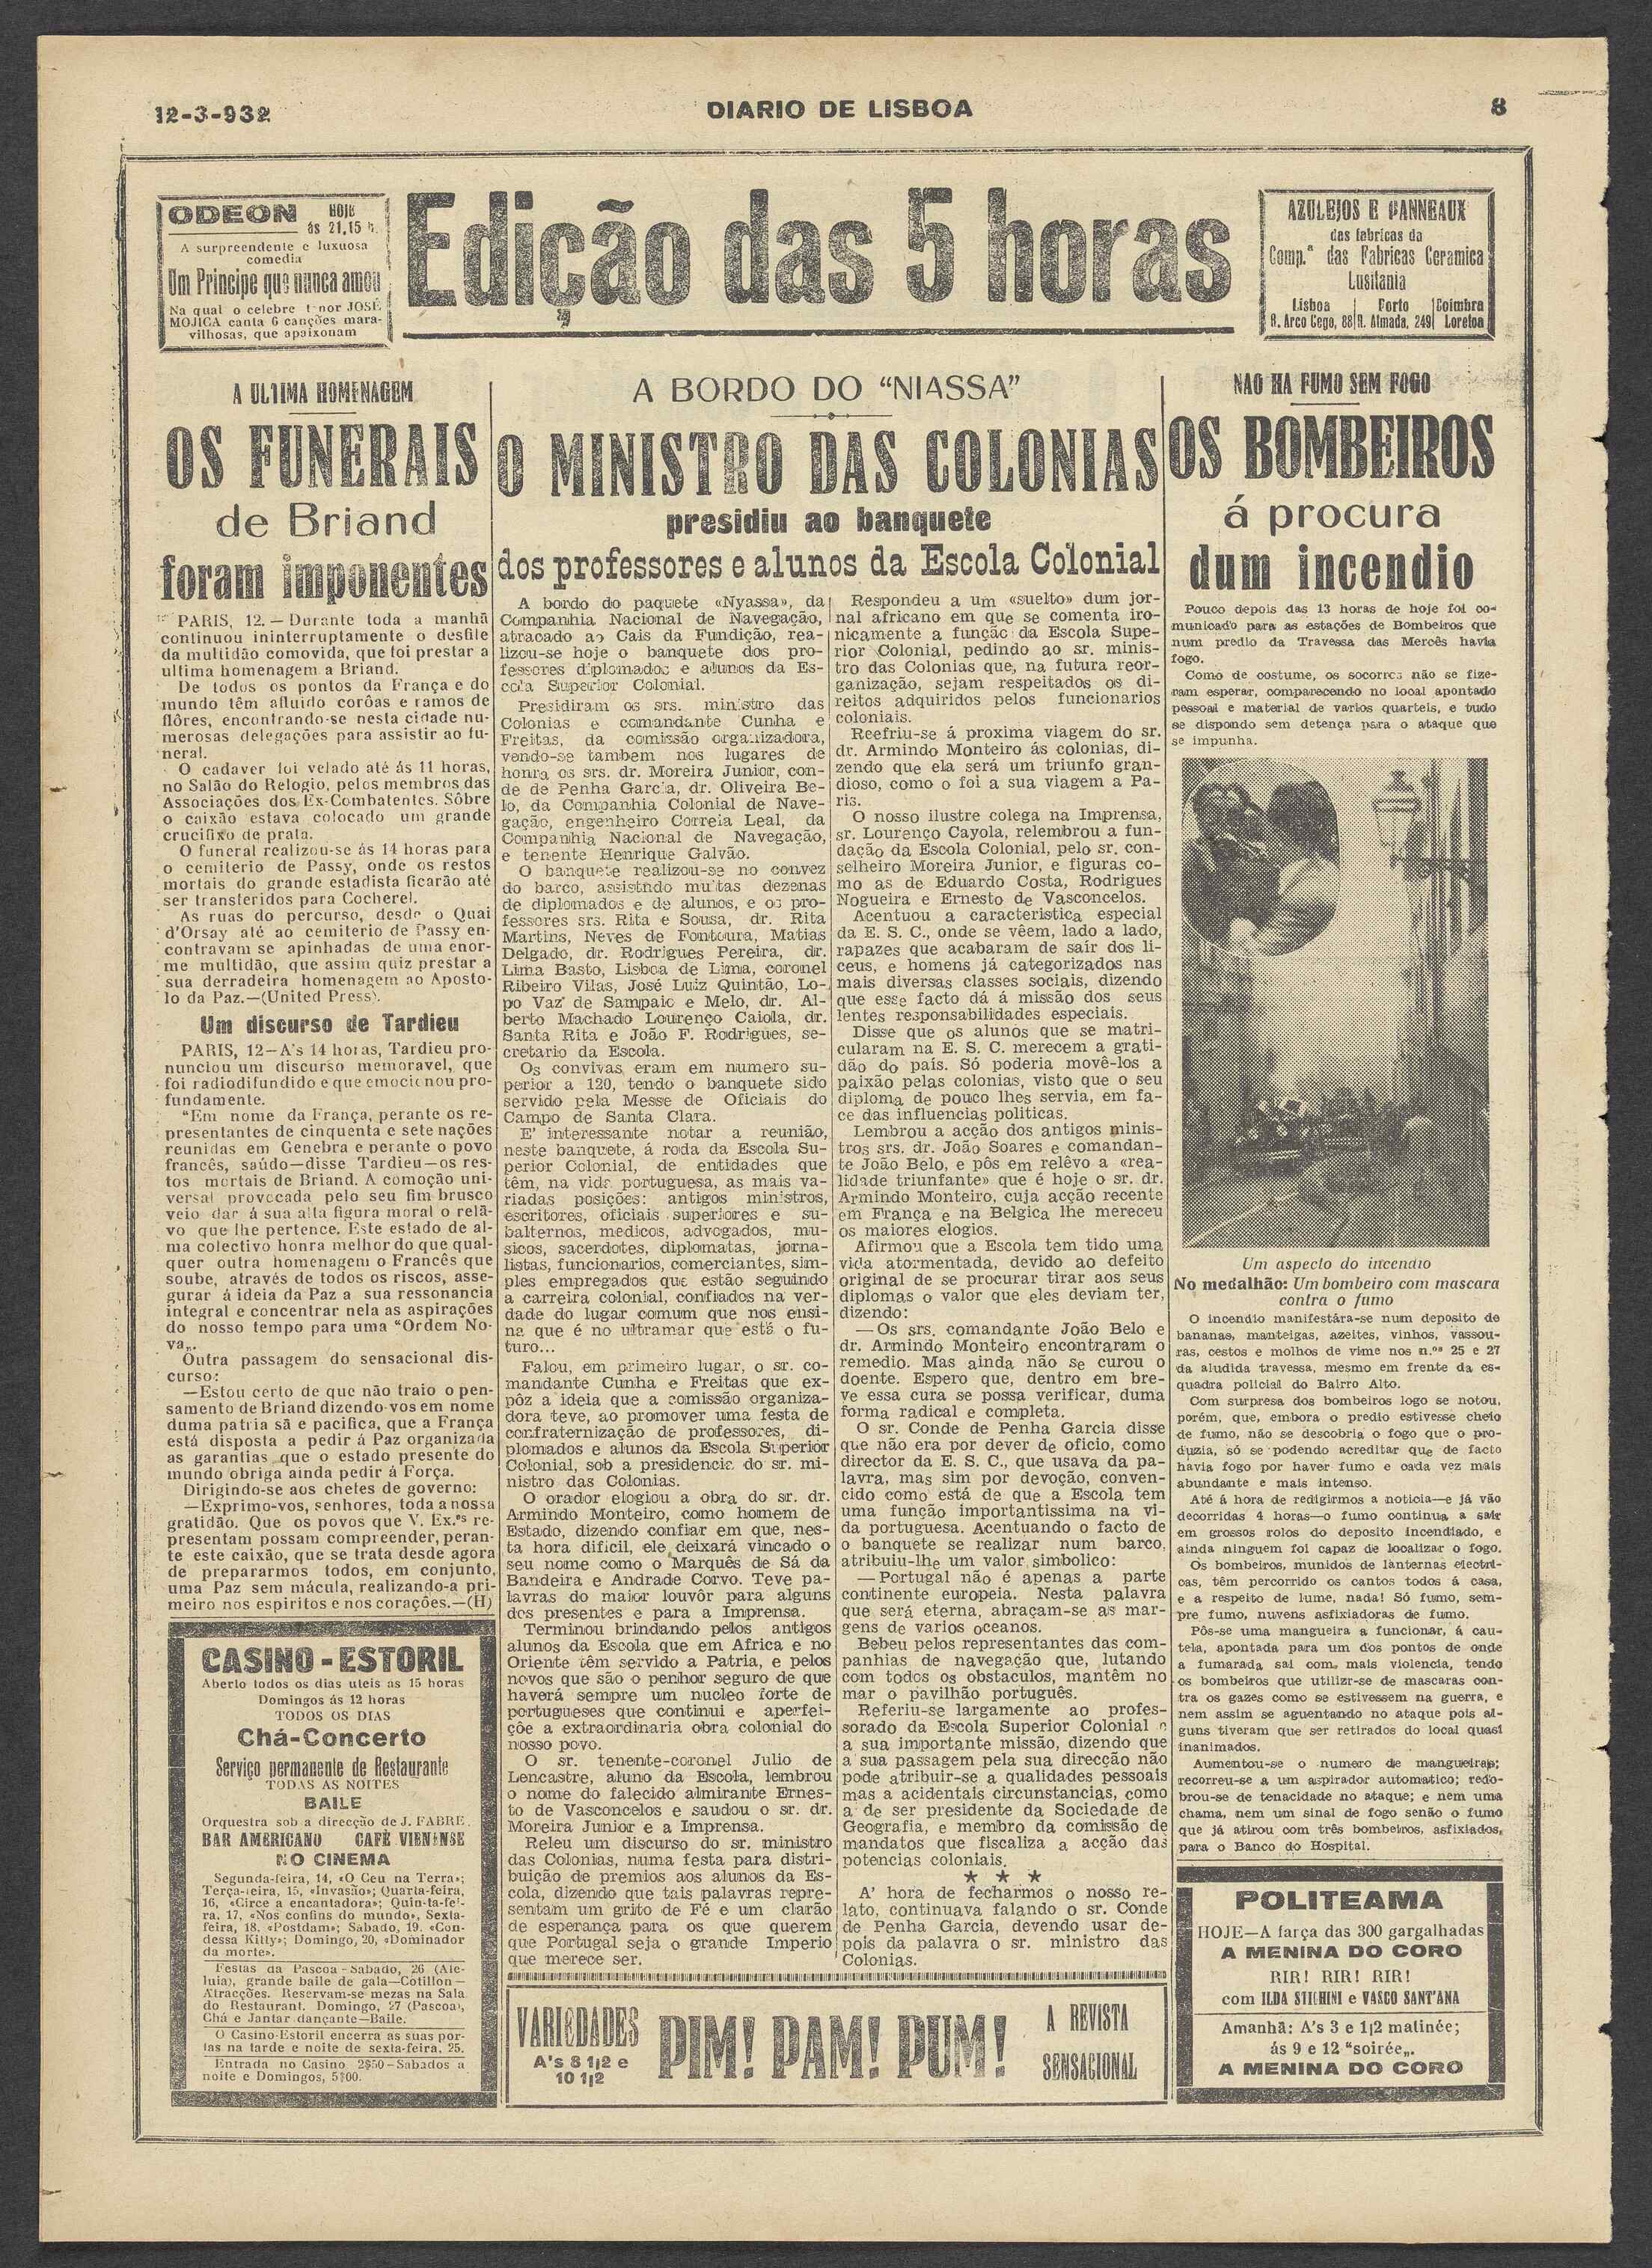 12-3-932
DIARIO DE LISBOA
8
ODEON HOJE
ás 21,15 h.
A surpreendente e luxuosa
comedia
Um Principe que nunca amou
Na qual o celebre tenor JOSÉ
MOJICA canta 6 canções mara-
vilhosas, que apaixonam
Edição das 5 horas
AZULEJOS E PANNEAUX
das fabricas da
Comp.ª das Fabricas Ceramica
Lusitania
Lisboa | Porto | Coimbra
R. Arco Cego, 88 | R. Almada, 249 | Loretoa
A ULTIMA HOMENAGEM
OS FUNERAIS
de Briand
foram imponentes
PARIS, 12. — Durante toda a manhã
continuou ininterruptamente o desfile
da multidão comovida, que foi prestar a
ultima homenagem a Briand.
De todos os pontos da França e do
mundo têm afluido corôas e ramos de
flôres, encontrando-se nesta cidade nu-
merosas delegações para assistir ao fu-
neral.
O cadaver foi velado até ás 11 horas,
no Salão do Relogio, pelos membros das
Associações dos Ex-Combatentes. Sôbre
o caixão estava colocado um grande
crucifixo de prata.
O funeral realizou-se ás 14 horas para
o cemiterio de Passy, onde os restos
mortais do grande estadista ficarão até
ser transferidos para Cocherel.
As ruas do percurso, desde o Quai
d'Orsay até ao cemiterio de Passy en-
contravam se apinhadas de uma enor-
me multidão, que assim quiz prestar a
sua derradeira homenagem ao Aposto-
lo da Paz.—(United Press).
Um discurso de Tardieu
PARIS, 12—A's 14 horas, Tardieu pro-
nunciou um discurso memoravel, que
foi radiodifundido e que emocionou pro-
fundamente.
"Em nome da França, perante os re-
presentantes de cinquenta e sete nações
reunidas em Genebra e perante o povo
francês, saúdo—disse Tardieu—os res-
tos mortais de Briand. A comoção uni-
versal provocada pelo seu fim brusco
veio dar á sua alta figura moral o relê-
vo que lhe pertence. Este estado de al-
ma colectivo honra melhor do que qual-
quer outra homenagem o Francês que
soube, através de todos os riscos, asse-
gurar á ideia da Paz a sua ressonancia
integral e concentrar nela as aspirações
do nosso tempo para uma "Ordem No-
va„.
Outra passagem do sensacional dis-
curso:
—Estou certo de que não traio o pen-
samento de Briand dizendo-vos em nome
duma patria sã e pacifica, que a França
está disposta a pedir á Paz organizada
as garantias que o estado presente do
mundo obriga ainda pedir á Força.
Dirigindo-se aos chefes de governo:
—Exprimo-vos, senhores, toda a nossa
gratidão. Que os povos que V. Ex.ªs re-
presentam possam compreender, peran-
te este caixão, que se trata desde agora
de prepararmos todos, em conjunto,
uma Paz sem mácula, realizando-a pri-
meiro nos espiritos e nos corações.—(H)
CASINO - ESTORIL
Aberto todos os dias uteis ás 15 horas
Domingos ás 12 horas
TODOS OS DIAS
Chá-Concerto
Serviço permanente de Restaurante
TODAS AS NOITES
BAILE
Orquestra sob a direcção de J. FABRE
BAR AMERICANO CAFÉ VIENENSE
NO CINEMA
Segunda-feira, 14, «O Ceu na Terra»;
Terça-feira, 15, «Invasão»; Quarta-feira,
16, «Circe a encantadora»; Quin-ta-fei-
ra, 17, «Nos confins do mundo», Sexta-
feira, 18, «Postdam»; Sabado, 19, «Con-
dessa Kitty»; Domingo, 20, «Dominador
da morte».
Festas da Pascoa - Sabado, 26 (Ale-
luia), grande baile de gala—Cotillon—
Atracções. Reservam-se mezas na Sala
do Restaurant. Domingo, 27 (Pascoa),
Chá e Jantar dançante—Baile.
O Casino-Estoril encerra as suas por-
tas na tarde e noite de sexta-feira, 25.
Entrada no Casino 2$50—Sabados a
noite e Domingos, 5$00.
A BORDO DO "NIASSA"
O MINISTRO DAS COLONIAS
presidiu ao banquete
dos professores e alunos da Escola Colonial
A bordo do paquete «Nyassa», da
Companhia Nacional de Navegação,
atracado ao Cais da Fundição, rea-
lizou-se hoje o banquete dos pro-
fessores diplomados e alunos da Es-
cola Superior Colonial.
Presidiram os srs. ministro das
Colonias e comandante Cunha e
Freitas, da comissão organizadora,
vendo-se tambem nos lugares de
honra os srs. dr. Moreira Junior, con-
de de Penha Garcia, dr. Oliveira Be-
lo, da Companhia Colonial de Nave-
gação, engenheiro Correia Leal, da
Companhia Nacional de Navegação,
e tenente Henrique Galvão.
O banquete realizou-se no convez
do barco, assistndo muitas dezenas
de diplomados e de alunos, e os pro-
fessores srs. Rita e Sousa, dr. Rita
Martins, Neves de Fontoura, Matias
Delgado, dr. Rodrigues Pereira, dr.
Lima Basto, Lisboa de Lima, coronel
Ribeiro Vilas, José Luiz Quintão, Lo-
po Vaz de Sampaio e Melo, dr. Al-
berto Machado Lourenço Caiola, dr.
Santa Rita e João F. Rodrigues, se-
cretario da Escola.
Os convivas eram em numero su-
perior a 120, tendo o banquete sido
servido pela Messe de Oficiais do
Campo de Santa Clara.
E' interessante notar a reunião,
neste banquete, á roda da Escola Su-
perior Colonial, de entidades que
têm, na vida portuguesa, as mais va-
riadas posições: antigos ministros,
escritores, oficiais superiores e su-
balternos, medicos, advogados, mu-
sicos, sacerdotes, diplomatas, jorna-
listas, funcionarios, comerciantes, sim-
ples empregados que estão seguindo
a carreira colonial, confiados na ver-
dade do lugar comum que nos ensi-
na que é no ultramar que está o fu-
turo...
Falou, em primeiro lugar, o sr. co-
mandante Cunha e Freitas que ex-
pôz a ideia que a comissão organiza-
dora teve, ao promover uma festa de
confraternização de professores, di-
plomados e alunos da Escola Superior
Colonial, sob a presidencia do sr. mi-
nistro das Colonias.
O orador elogiou a obra do sr. dr.
Armindo Monteiro, como homem de
Estado, dizendo confiar em que, nes-
ta hora dificil, ele deixará vincado o
seu nome como o Marquês de Sá da
Bandeira e Andrade Corvo. Teve pa-
lavras do maior louvôr para alguns
dos presentes e para a Imprensa.
Terminou brindando pelos antigos
alunos da Escola que em Africa e no
Oriente têm servido a Patria, e pelos
novos que são o penhor seguro de que
haverá sempre um nucleo forte de
portugueses que continui e aperfei-
çôe a extraordinaria obra colonial do
nosso povo.
O sr. tenente-coronel Julio de
Lencastre, aluno da Escola, lembrou
o nome do falecido almirante Ernes-
to de Vasconcelos e saudou o sr. dr.
Moreira Junior e a Imprensa.
Releu um discurso do sr. ministro
das Colonias, numa festa para distri-
buição de premios aos alunos da Es-
cola, dizendo que tais palavras repre-
sentam um grito de Fé e um clarão
de esperança para os que querem
que Portugal seja o grande Imperio
que merece ser.
Respondeu a um «suelto» dum jor-
nal africano em que se comenta iro-
nicamente a função da Escola Supe-
rior Colonial, pedindo ao sr. minis-
tro das Colonias que, na futura reor-
ganização, sejam respeitados os di-
reitos adquiridos pelos funcionarios
coloniais.
Reefriu-se á proxima viagem do sr.
dr. Armindo Monteiro ás colonias, di-
zendo que ela será um triunfo gran-
dioso, como o foi a sua viagem a Pa-
ris.
O nosso ilustre colega na Imprensa,
sr. Lourenço Cayola, relembrou a fun-
dação da Escola Colonial, pelo sr. con-
selheiro Moreira Junior, e figuras co-
mo as de Eduardo Costa, Rodrigues
Nogueira e Ernesto de Vasconcelos.
Acentuou a caracteristica especial
da E. S. C., onde se vêem, lado a lado,
rapazes que acabaram de sair dos li-
ceus, e homens já categorizados nas
mais diversas classes sociais, dizendo
que esse facto dá á missão dos seus
lentes responsabilidades especiais.
Disse que os alunos que se matri-
cularam na E. S. C. merecem a grati-
dão do país. Só poderia movê-los a
paixão pelas colonias, visto que o seu
diploma de pouco lhes servia, em fa-
ce das influencias politicas.
Lembrou a acção dos antigos minis-
tros srs. dr. João Soares e comandan-
te João Belo, e pôs em relêvo a «rea-
lidade triunfante» que é hoje o sr. dr.
Armindo Monteiro, cuja acção recente
em França e na Belgica lhe mereceu
os maiores elogios.
Afirmou que a Escola tem tido uma
vida atormentada, devido ao defeito
original de se procurar tirar aos seus
diplomas o valor que eles deviam ter,
dizendo:
—Os srs. comandante João Belo e
dr. Armindo Monteiro encontraram o
remedio. Mas ainda não se curou o
doente. Espero que, dentro em bre-
ve essa cura se possa verificar, duma
forma radical e completa.
O sr. Conde de Penha Garcia disse
que não era por dever de oficio, como
director da E. S. C., que usava da pa-
lavra, mas sim por devoção, conven-
cido como está de que a Escola tem
uma função importantissima na vi-
da portuguesa. Acentuando o facto de
o banquete se realizar num barco,
atribuiu-lhe um valor simbolico:
—Portugal não é apenas a parte
continente europeia. Nesta palavra
que será eterna, abraçam-se as mar-
gens de varios oceanos.
Bebeu pelos representantes das com-
panhias de navegação que, lutando
com todos os obstaculos, mantêm no
mar o pavilhão português.
Referiu-se largamente ao profes-
sorado da Escola Superior Colonial e
a sua importante missão, dizendo que
a sua passagem pela sua direcção não
pode atribuir-se a qualidades pessoais
mas a acidentais circunstancias, como
a de ser presidente da Sociedade de
Geografia, e membro da comissão de
mandatos que fiscaliza a acção das
potencias coloniais.
* * *
A' hora de fecharmos o nosso re-
lato, continuava falando o sr. Conde
de Penha Garcia, devendo usar de-
pois da palavra o sr. ministro das
Colonias.
VARIEDADES
A's 8 1|2 e
10 1|2
PIM! PAM! PUM!
A REVISTA
SENSACIONAL
NÃO HA FUMO SEM FOGO
OS BOMBEIROS
á procura
dum incendio
Pouco depois das 13 horas de hoje foi co-
municado para as estações de Bombeiros que
num predio da Travessa das Mercês havia
fogo.
Como de costume, os socorros não se fize-
ram esperar, comparecendo no local apontado
pessoal e material de varios quarteis, e tudo
se dispondo sem detença para o ataque que
se impunha.
Um aspecto do incendio
No medalhão: Um bombeiro com mascara
contra o fumo
O incendio manifestára-se num deposito de
bananas, manteigas, azeites, vinhos, vassou-
ras, cestos e molhos de vime nos n.ºs 25 e 27
da aludida travessa, mesmo em frente da es-
quadra policial do Bairro Alto.
Com surpresa dos bombeiros logo se notou,
porém, que, embora o predio estivesse cheio
de fumo, não se descobria o fogo que o pro-
duzia, só se podendo acreditar que de facto
havia fogo por haver fumo e cada vez mais
abundante e mais intenso.
Até á hora de redigirmos a noticia—e já vão
decorridas 4 horas—o fumo continua a sair
em grossos rolos do deposito incendiado, e
ainda ninguem foi capaz de localizar o fogo.
Os bombeiros, munidos de lanternas electri-
cas, têm percorrido os cantos todos á casa,
e a respeito de lume, nada! Só fumo, sem-
pre fumo, nuvens asfixiadoras de fumo.
Pôs-se uma mangueira a funcionar, á cau-
tela, apontada para um dos pontos de onde
a fumarada sai com mais violencia, tendo
os bombeiros que utilizr-se de mascaras con-
tra os gazes como se estivessem na guerra, e
nem assim se aguentando no ataque pois al-
guns tiveram que ser retirados do local quasi
inanimados.
Aumentou-se o numero de mangueiras;
recorreu-se a um aspirador automatico; redo-
brou-se de tenacidade no ataque; e nem uma
chama, nem um sinal de fogo senão o fumo
que já atirou com três bombeiros, asfixiados,
para o Banco do Hospital.
POLITEAMA
HOJE—A farça das 300 gargalhadas
A MENINA DO CORO
RIR! RIR! RIR!
com ILDA STICHINI e VASCO SANT'ANA
Amanhã: A's 3 e 1|2 matinée;
ás 9 e 12 "soirée„.
A MENINA DO CORO